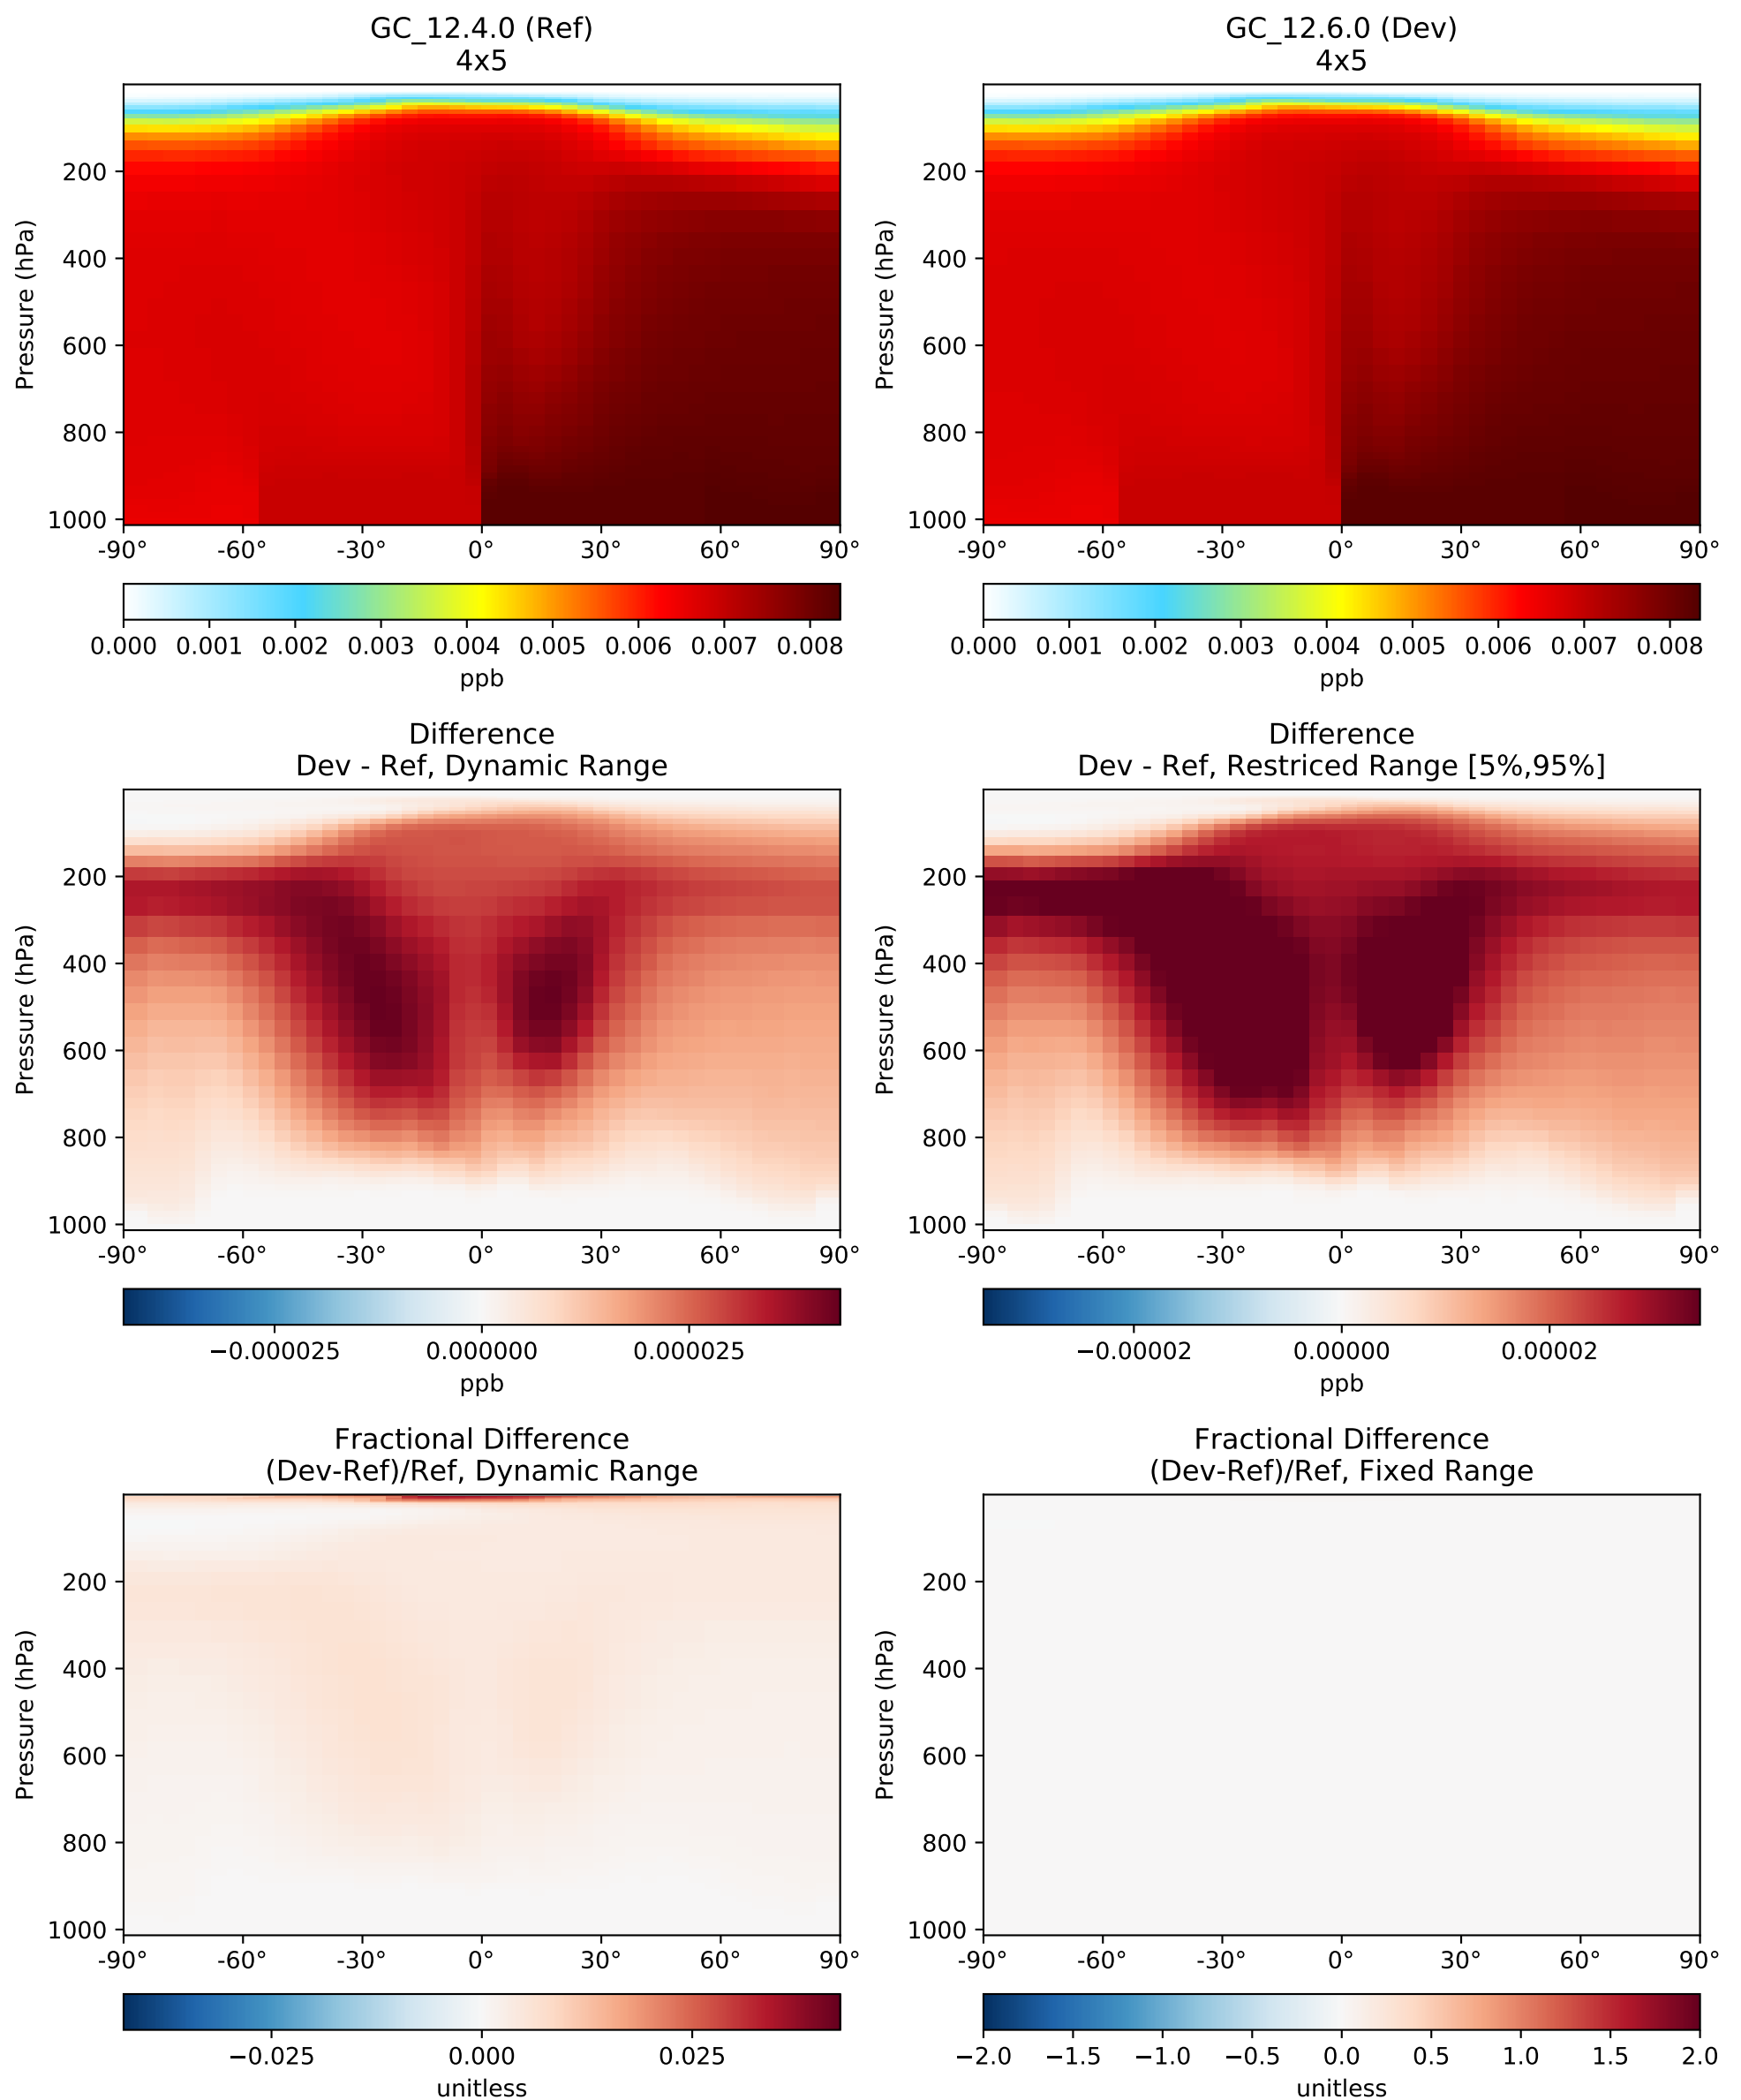 GC_12.4.0 (Ref)
4x5
GC_12.6.0 (Dev)
4x5
Pressure (hPa)
200
400
600
800
1000
-90° -60° -30° 0° 30° 60° 90°
0.000 0.001 0.002 0.003 0.004 0.005 0.006 0.007 0.008
ppb
Pressure (hPa)
200
400
600
800
1000
-90° -60° -30° 0° 30° 60° 90°
0.000 0.001 0.002 0.003 0.004 0.005 0.006 0.007 0.008
ppb
Difference
Dev - Ref, Dynamic Range
Pressure (hPa)
200
400
600
800
1000
-90° -60° -30° 0° 30° 60° 90°
−0.000025 0.000000 0.000025
ppb
Difference
Dev - Ref, Restriced Range [5%,95%]
Pressure (hPa)
200
400
600
800
1000
-90° -60° -30° 0° 30° 60° 90°
−0.00002 0.00000 0.00002
ppb
Fractional Difference
(Dev-Ref)/Ref, Dynamic Range
Pressure (hPa)
200
400
600
800
1000
-90° -60° -30° 0° 30° 60° 90°
−0.025 0.000 0.025
unitless
Fractional Difference
(Dev-Ref)/Ref, Fixed Range
Pressure (hPa)
200
400
600
800
1000
-90° -60° -30° 0° 30° 60° 90°
−2.0 −1.5 −1.0 −0.5 0.0 0.5 1.0 1.5 2.0
unitless